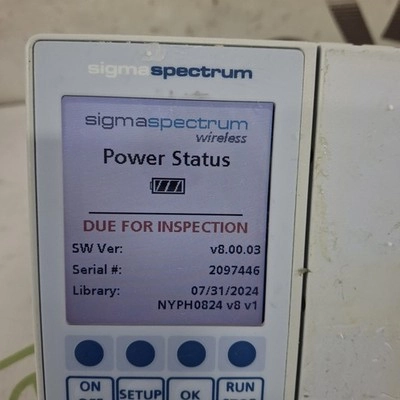 sigmaspectrum
sigmaspectrum
wireless
Power Status
DUE FOR INSPECTION
SW Ver: v8.00.03
Serial #: 2097446
Library: 07/31/2024
NYPH0824 v8 v1
ON SETUP OK RUN